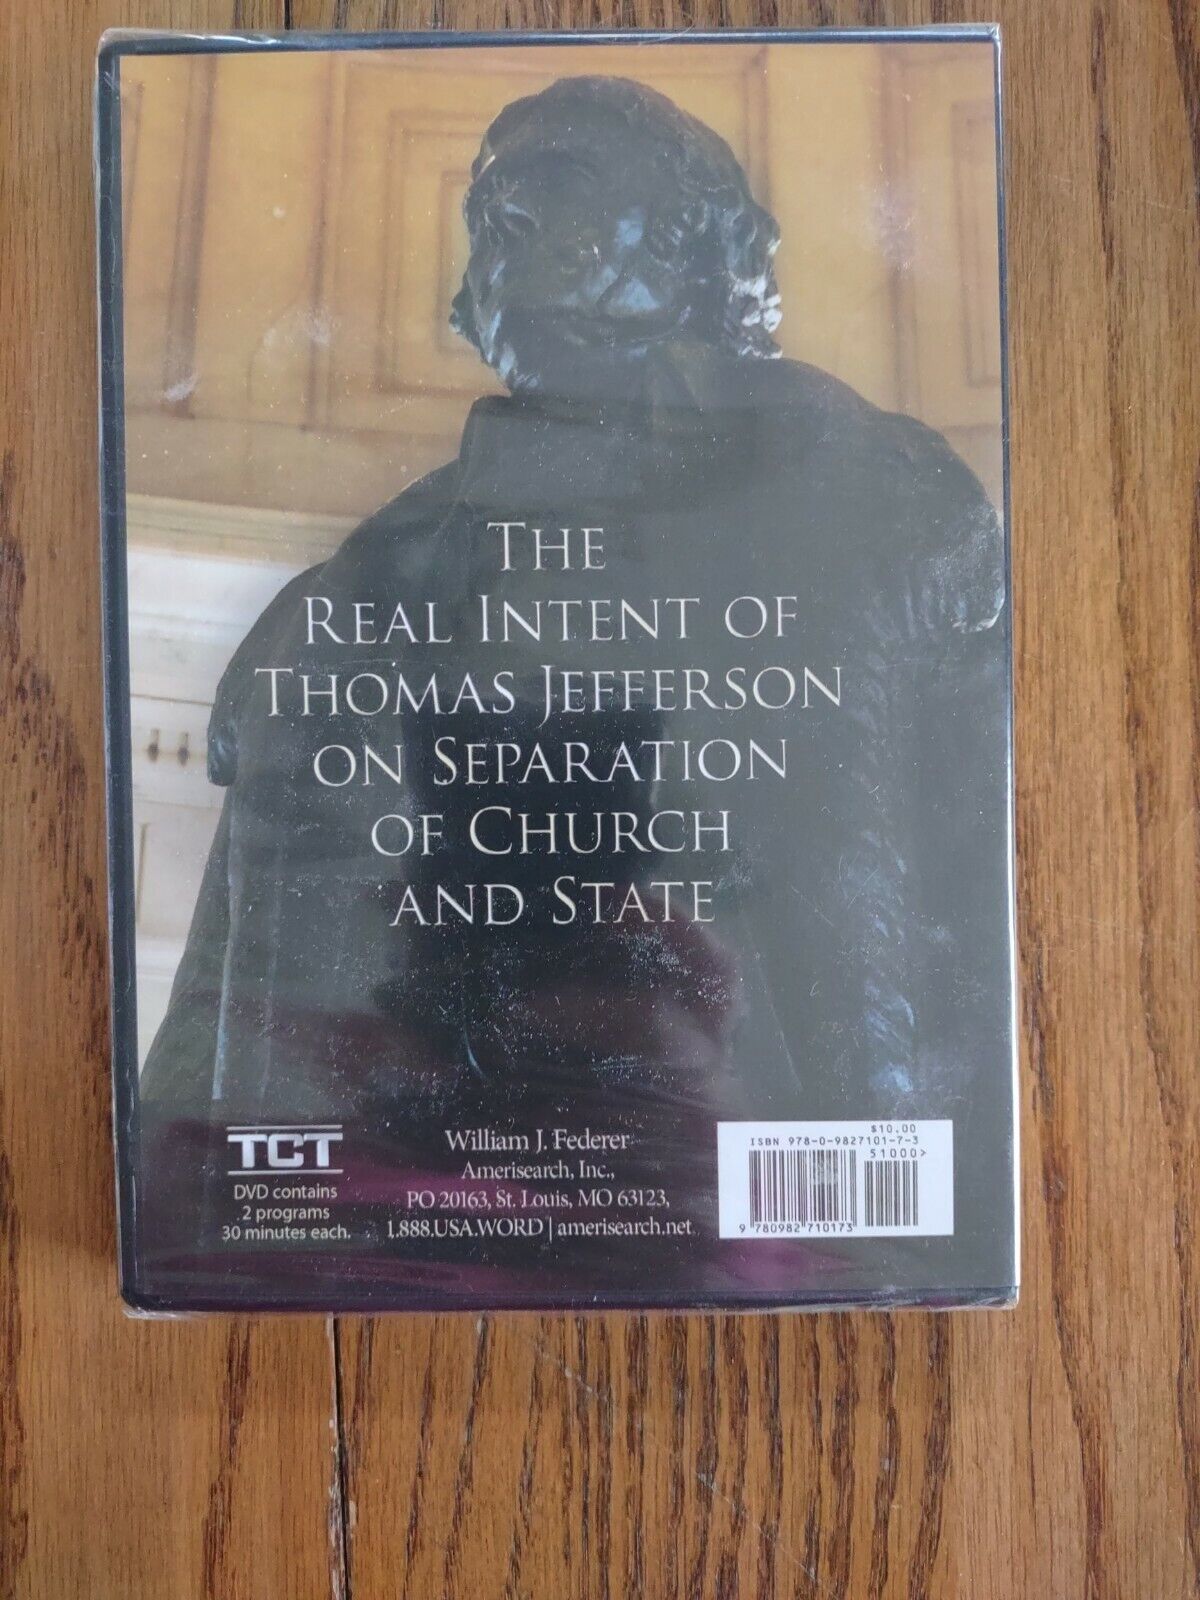 THE
REAL INTENT OF
THOMAS JEFFERSON
ON SEPARATION
OF CHURCH
AND STATE
TCT
DVD contains
2 programs
30 minutes each.
William J. Federer
Amerisearch, Inc.,
PO 20163, St. Louis, MO 63123,
1.888.USA.WORD | amerisearch.net
$10.00
ISBN 978-0-9827101-7-3
51000>
9 780982 710173